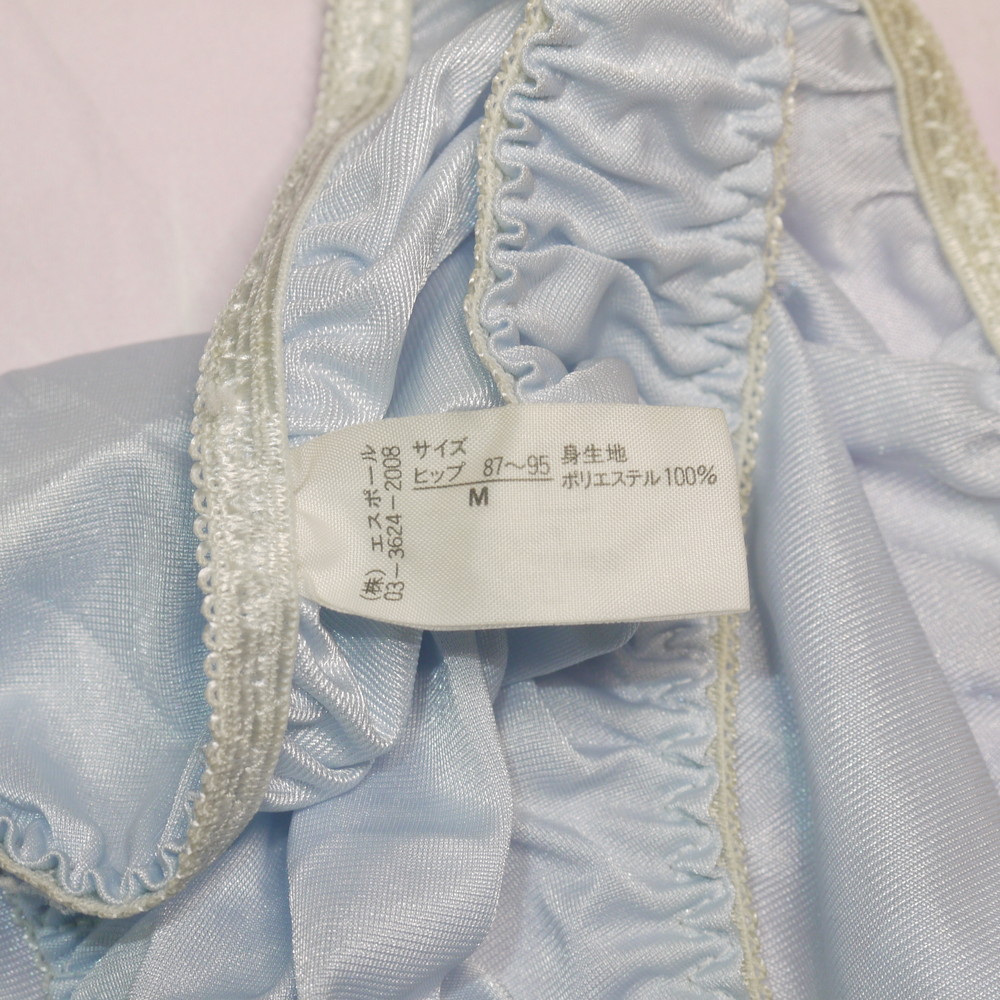 サイズ
ヒップ 87〜95
M
身生地
ポリエステル100%
(株) エスポール
03-3624-2008